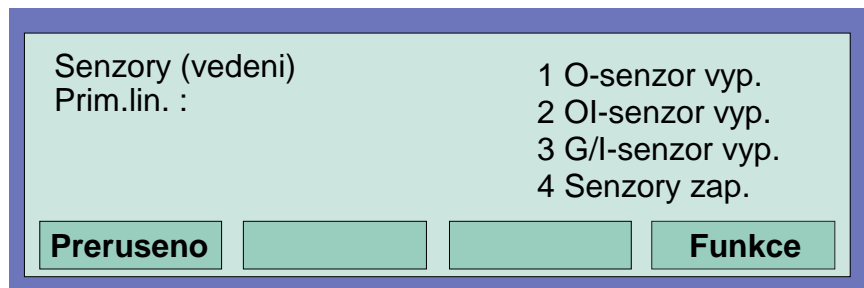 Senzory (vedeni)
Prim.lin. :
1 O-senzor vyp.
2 OI-senzor vyp.
3 G/I-senzor vyp.
4 Senzory zap.
Preruseno
Funkce